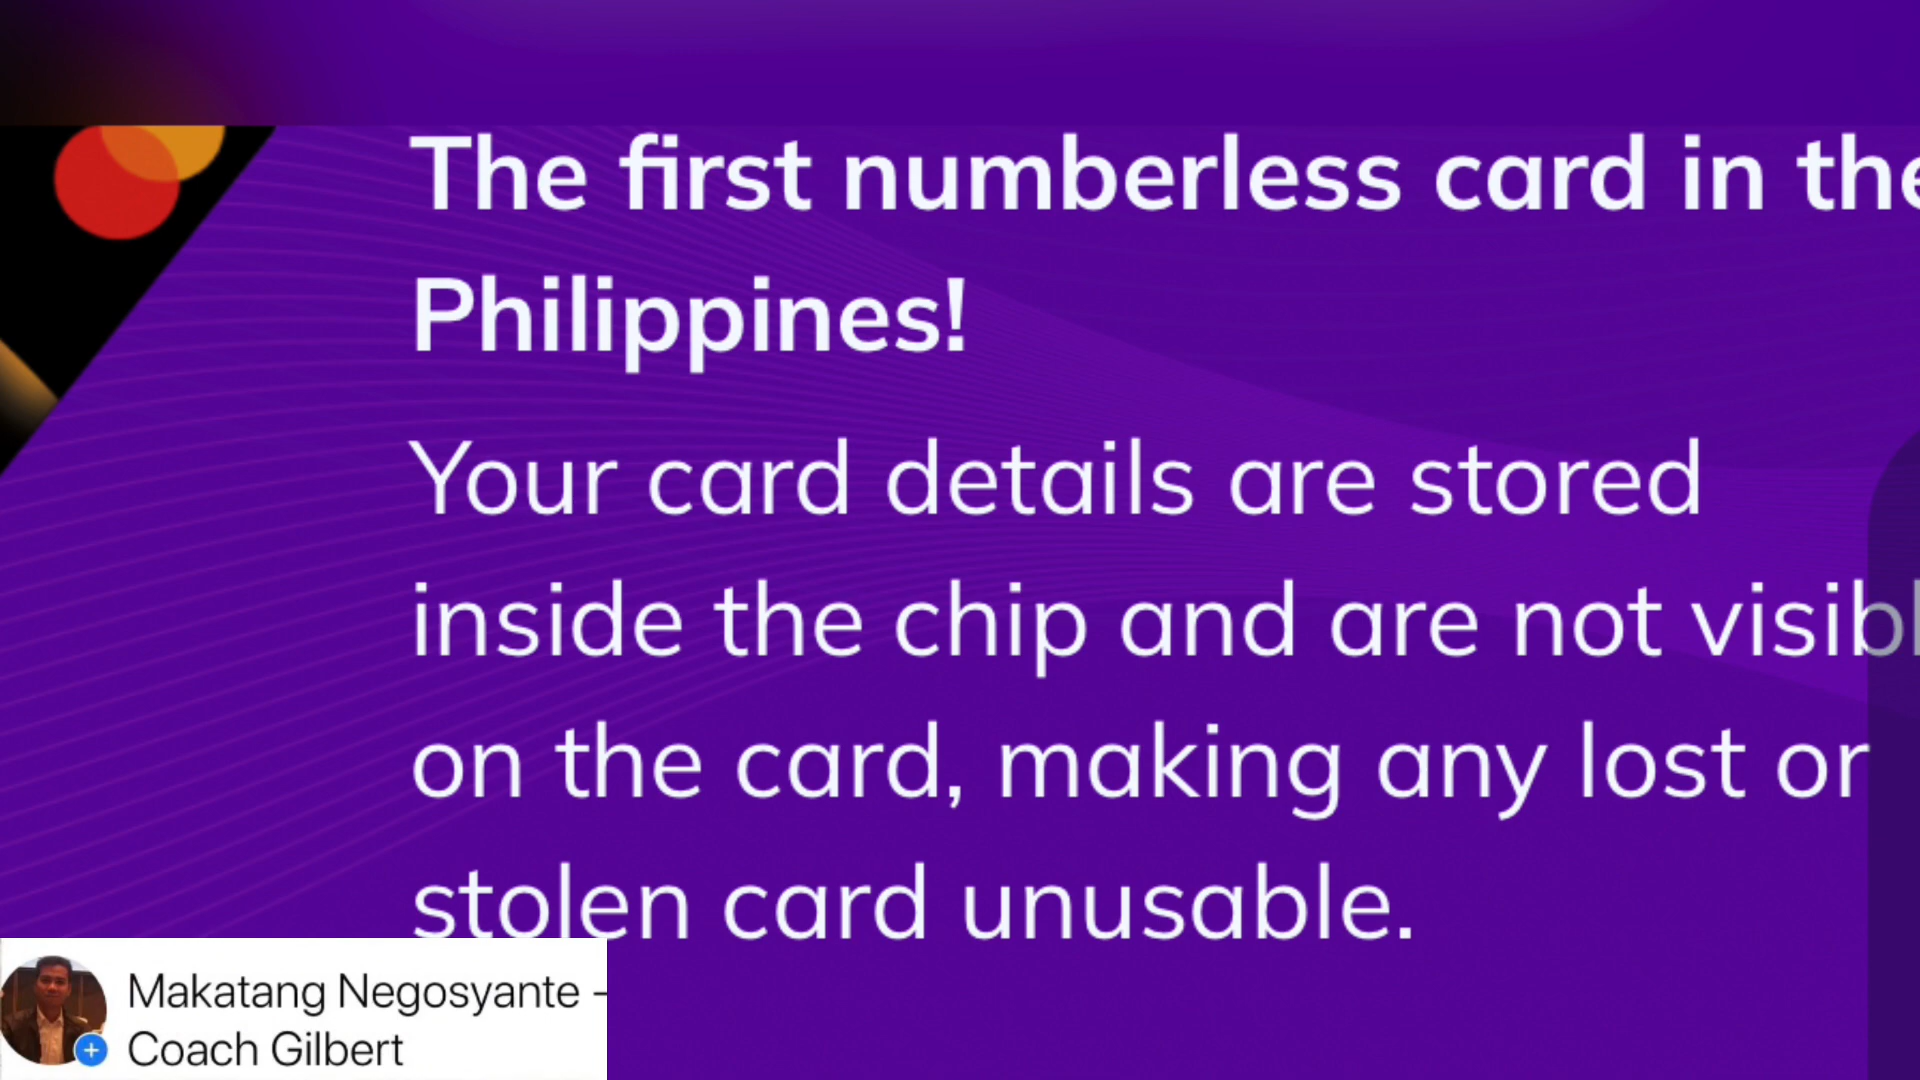 The first numberless card in the
Philippines!
Your card details are stored
inside the chip and are not visibl
on the card, making any lost or
stolen card unusable.
Makatang Negosyante -
Coach Gilbert